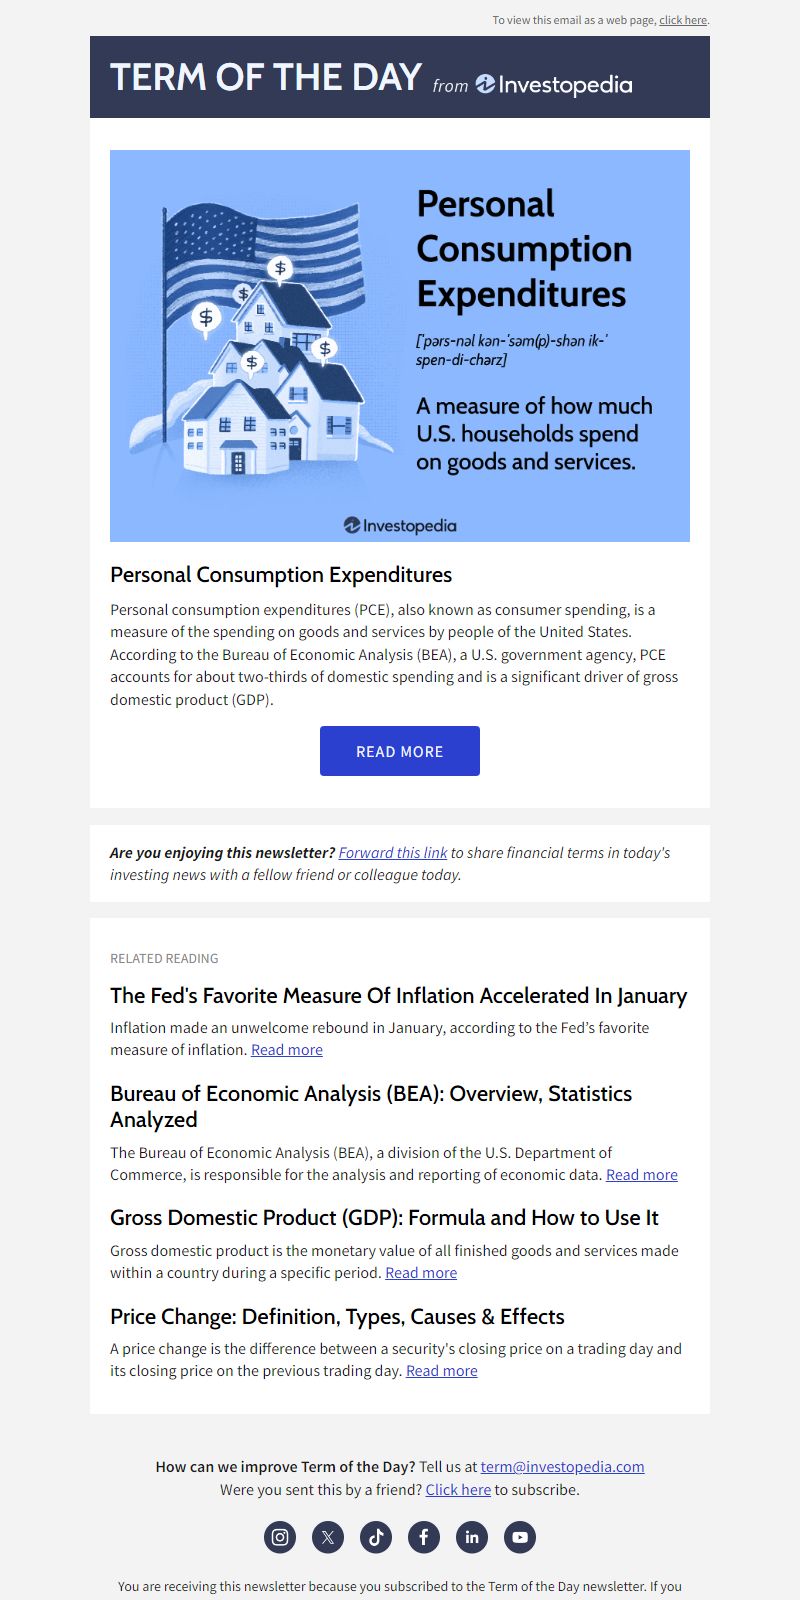 To view this email as a web page, click here.
TERM OF THE DAY from Investopedia
Personal
Consumption
Expenditures
['pərs-nəl kən-'səm(p)-shən ik-'
spen-di-chərz]
A measure of how much
U.S. households spend
on goods and services.
$
$
$
$
$
Investopedia
Personal Consumption Expenditures
Personal consumption expenditures (PCE), also known as consumer spending, is a
measure of the spending on goods and services by people of the United States.
According to the Bureau of Economic Analysis (BEA), a U.S. government agency, PCE
accounts for about two-thirds of domestic spending and is a significant driver of gross
domestic product (GDP).
READ MORE
Are you enjoying this newsletter? Forward this link to share financial terms in today's
investing news with a fellow friend or colleague today.
RELATED READING
The Fed's Favorite Measure Of Inflation Accelerated In January
Inflation made an unwelcome rebound in January, according to the Fed’s favorite
measure of inflation. Read more
Bureau of Economic Analysis (BEA): Overview, Statistics
Analyzed
The Bureau of Economic Analysis (BEA), a division of the U.S. Department of
Commerce, is responsible for the analysis and reporting of economic data. Read more
Gross Domestic Product (GDP): Formula and How to Use It
Gross domestic product is the monetary value of all finished goods and services made
within a country during a specific period. Read more
Price Change: Definition, Types, Causes & Effects
A price change is the difference between a security's closing price on a trading day and
its closing price on the previous trading day. Read more
How can we improve Term of the Day? Tell us at term@investopedia.com
Were you sent this by a friend? Click here to subscribe.
You are receiving this newsletter because you subscribed to the Term of the Day newsletter. If you